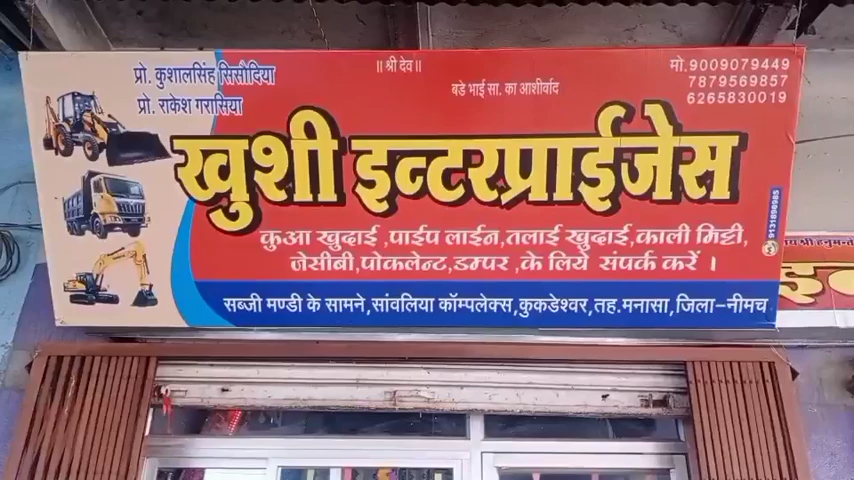 ॥ श्री देव ॥
प्रो. कुशालसिंह सिसौदिया
प्रो. राकेश गरासिया
बडे भाई सा. का आशीर्वाद
मो.9009079449
7879569857
6265830019
खुशी इन्टरप्राईजेस
कुआ खुदाई ,पाईप लाईन,तलाई खुदाई,काली मिट्टी,
जेसीबी,पोकलेन्ट,डम्पर ,के लिये संपर्क करें ।
सब्जी मण्डी के सामने,सांवलिया कॉम्पलेक्स,कुकडेश्वर,तह.मनासा,जिला-नीमच